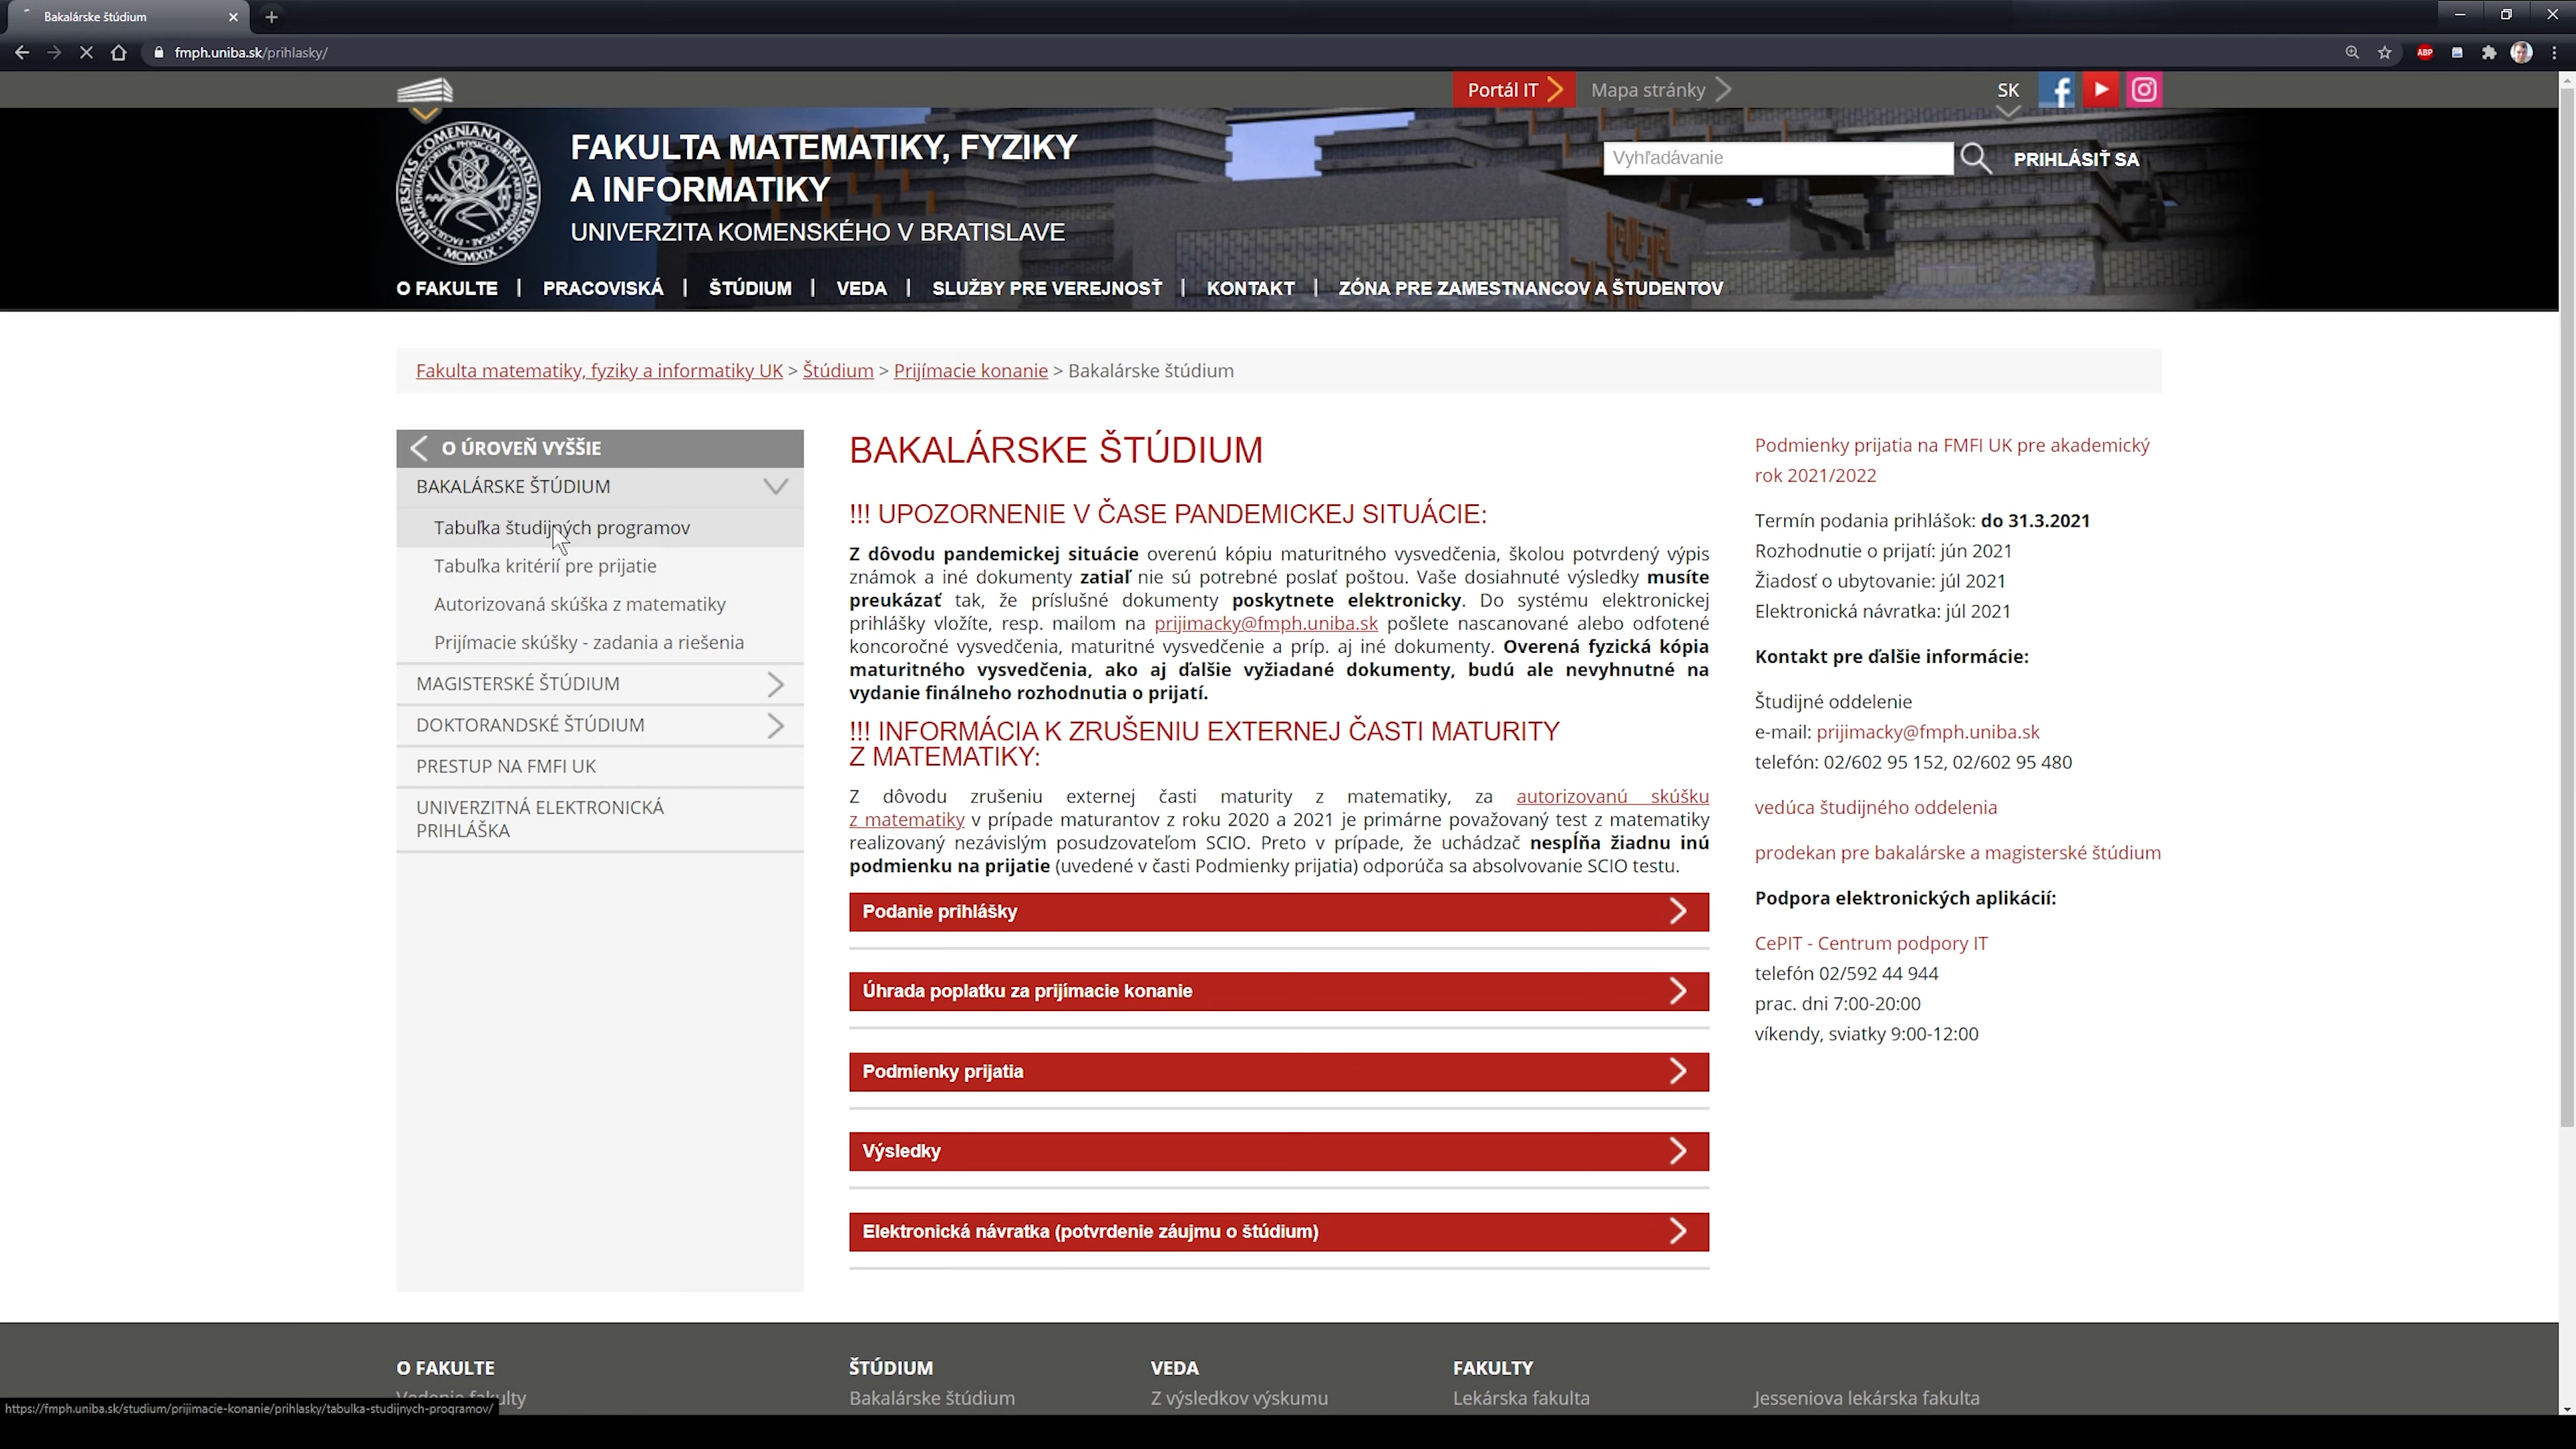 Bakalárske štúdium
fmph.uniba.sk/prihlasky/
ABP
Portál IT
Mapa stránky
SK
UNIVERSITAS COMENIANA BRATISLAVENSIS
MCMXIX
FAKULTA MATEMATIKY, FYZIKY
A INFORMATIKY
UNIVERZITA KOMENSKÉHO V BRATISLAVE
Vyhľadávanie
PRIHLÁSIŤ SA
O FAKULTE | PRACOVISKÁ | ŠTÚDIUM | VEDA | SLUŽBY PRE VEREJNOSŤ | KONTAKT | ZÓNA PRE ZAMESTNANCOV A ŠTUDENTOV
Fakulta matematiky, fyziky a informatiky UK > Štúdium > Prijímacie konanie > Bakalárske štúdium
O ÚROVEŇ VYŠŠIE
BAKALÁRSKE ŠTÚDIUM
Tabuľka študijných programov
Tabuľka kritérií pre prijatie
Autorizovaná skúška z matematiky
Prijímacie skúšky - zadania a riešenia
MAGISTERSKÉ ŠTÚDIUM
DOKTORANDSKÉ ŠTÚDIUM
PRESTUP NA FMFI UK
UNIVERZITNÁ ELEKTRONICKÁ
PRIHLÁŠKA
BAKALÁRSKE ŠTÚDIUM
!!! UPOZORNENIE V ČASE PANDEMICKEJ SITUÁCIE:
Z dôvodu pandemickej situácie overenú kópiu maturitného vysvedčenia, školou potvrdený výpis
známok a iné dokumenty zatiaľ nie sú potrebné poslať poštou. Vaše dosiahnuté výsledky musíte
preukázať tak, že príslušné dokumenty poskytnete elektronicky. Do systému elektronickej
prihlášky vložíte, resp. mailom na prijimacky@fmph.uniba.sk pošlete nascanované alebo odfotené
koncoročné vysvedčenia, maturitné vysvedčenie a príp. aj iné dokumenty. Overená fyzická kópia
maturitného vysvedčenia, ako aj ďalšie vyžiadané dokumenty, budú ale nevyhnutné na
vydanie finálneho rozhodnutia o prijatí.
!!! INFORMÁCIA K ZRUŠENIU EXTERNEJ ČASTI MATURITY
Z MATEMATIKY:
Z dôvodu zrušeniu externej časti maturity z matematiky, za autorizovanú skúšku
z matematiky v prípade maturantov z roku 2020 a 2021 je primárne považovaný test z matematiky
realizovaný nezávislým posudzovateľom SCIO. Preto v prípade, že uchádzač nespĺňa žiadnu inú
podmienku na prijatie (uvedené v časti Podmienky prijatia) odporúča sa absolvovanie SCIO testu.
Podanie prihlášky
Úhrada poplatku za prijímacie konanie
Podmienky prijatia
Výsledky
Elektronická návratka (potvrdenie záujmu o štúdium)
Podmienky prijatia na FMFI UK pre akademický
rok 2021/2022
Termín podania prihlášok: do 31.3.2021
Rozhodnutie o prijatí: jún 2021
Žiadosť o ubytovanie: júl 2021
Elektronická návratka: júl 2021
Kontakt pre ďalšie informácie:
Študijné oddelenie
e-mail: prijimacky@fmph.uniba.sk
telefón: 02/602 95 152, 02/602 95 480
vedúca študijného oddelenia
prodekan pre bakalárske a magisterské štúdium
Podpora elektronických aplikácií:
CePIT - Centrum podpory IT
telefón 02/592 44 944
prac. dni 7:00-20:00
víkendy, sviatky 9:00-12:00
O FAKULTE
Vedenie fakulty
ŠTÚDIUM
Bakalárske štúdium
VEDA
Z výsledkov výskumu
FAKULTY
Lekárska fakulta
Jesseniova lekárska fakulta
https://fmph.uniba.sk/studium/prijimacie-konanie/prihlasky/tabulka-studijnych-programov/